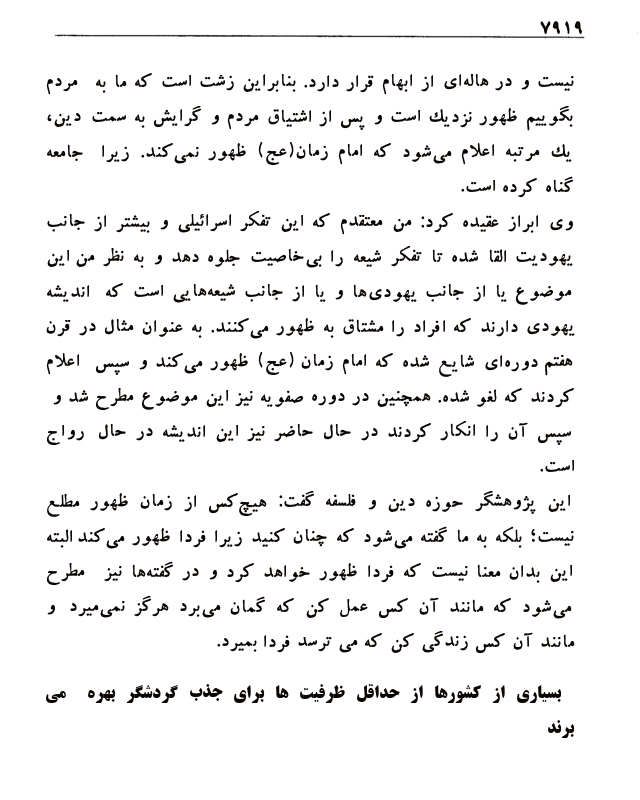 ۷۹۱۹
نیست و در هاله‌ای از ابهام قرار دارد. بنابراین زشت است که ما به مردم
بگوییم ظهور نزدیك است و پس از اشتیاق مردم و گرایش به سمت دین،
یك مرتبه اعلام می‌شود که امام زمان(عج) ظهور نمی‌کند. زیرا جامعه
گناه کرده است.
وی ابراز عقیده کرد: من معتقدم که این تفکر اسرائیلی و بیشتر از جانب
یهودیت القا شده تا تفکر شیعه را بی‌خاصیت جلوه دهد و به نظر من این
موضوع یا از جانب یهودی‌ها و یا از جانب شیعه‌هایی است که اندیشه
یهودی دارند که افراد را مشتاق به ظهور می‌کنند. به عنوان مثال در قرن
هفتم دوره‌ای شایع شده که امام زمان (عج) ظهور می‌کند و سپس اعلام
کردند که لغو شده. همچنین در دوره صفویه نیز این موضوع مطرح شد و
سپس آن را انکار کردند در حال حاضر نیز این اندیشه در حال رواج
است.
این پژوهشگر حوزه دین و فلسفه گفت: هیچ‌کس از زمان ظهور مطلع
نیست؛ بلکه به ما گفته می‌شود که چنان کنید زیرا فردا ظهور می‌کند البته
این بدان معنا نیست که فردا ظهور خواهد کرد و در گفته‌ها نیز مطرح
می‌شود که مانند آن کس عمل کن که گمان می‌برد هرگز نمی‌میرد و
مانند آن کس زندگی کن که می ترسد فردا بمیرد.
بسیاری از کشورها از حداقل ظرفیت ها برای جذب گردشگر بهره می
برند